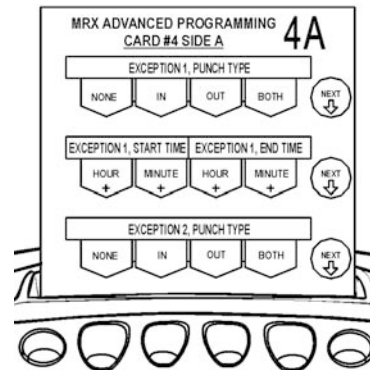 MRX ADVANCED PROGRAMMING
CARD #4 SIDE A
4A
EXCEPTION 1, PUNCH TYPE
NONE IN OUT BOTH NEXT
EXCEPTION 1, START TIME EXCEPTION 1, END TIME
HOUR + MINUTE + HOUR + MINUTE + NEXT
EXCEPTION 2, PUNCH TYPE
NONE IN OUT BOTH NEXT